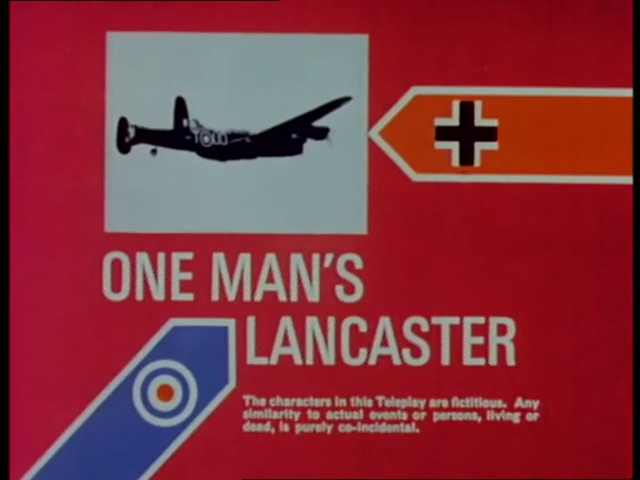 ONE MAN'S
LANCASTER
The characters in this Teleplay are fictitious. Any
similarity to actual events or persons, living or
dead, is purely co-incidental.